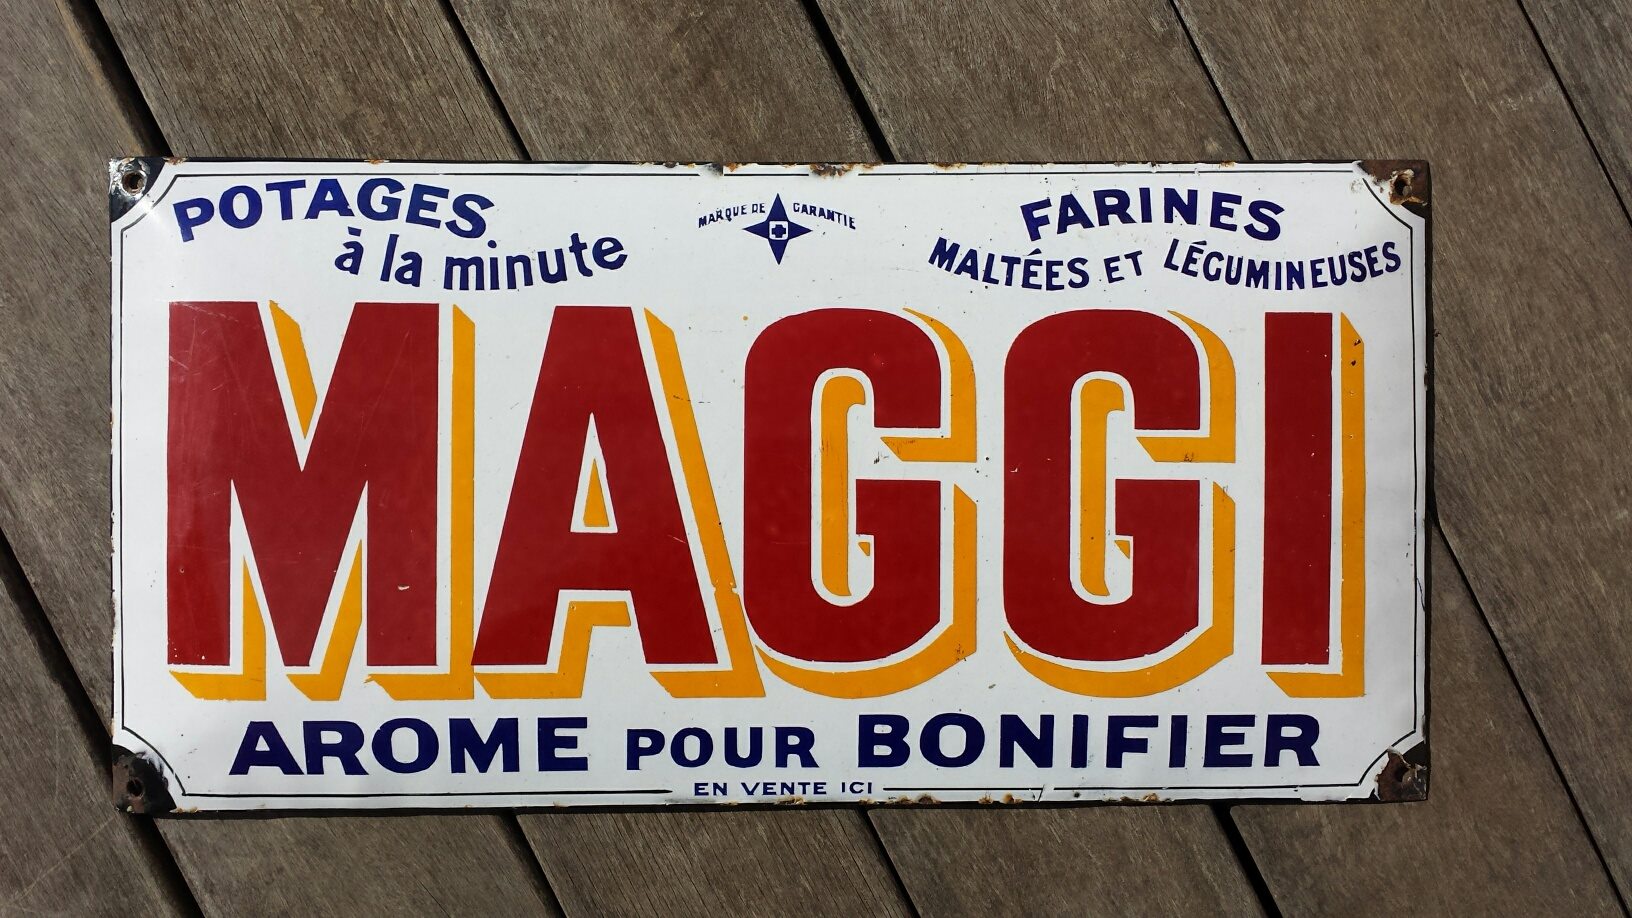 POTAGES
à la minute
MARQUE DE GARANTIE
FARINES
MALTÉES ET LÉGUMINEUSES
MAGGI
AROME POUR BONIFIER
EN VENTE ICI